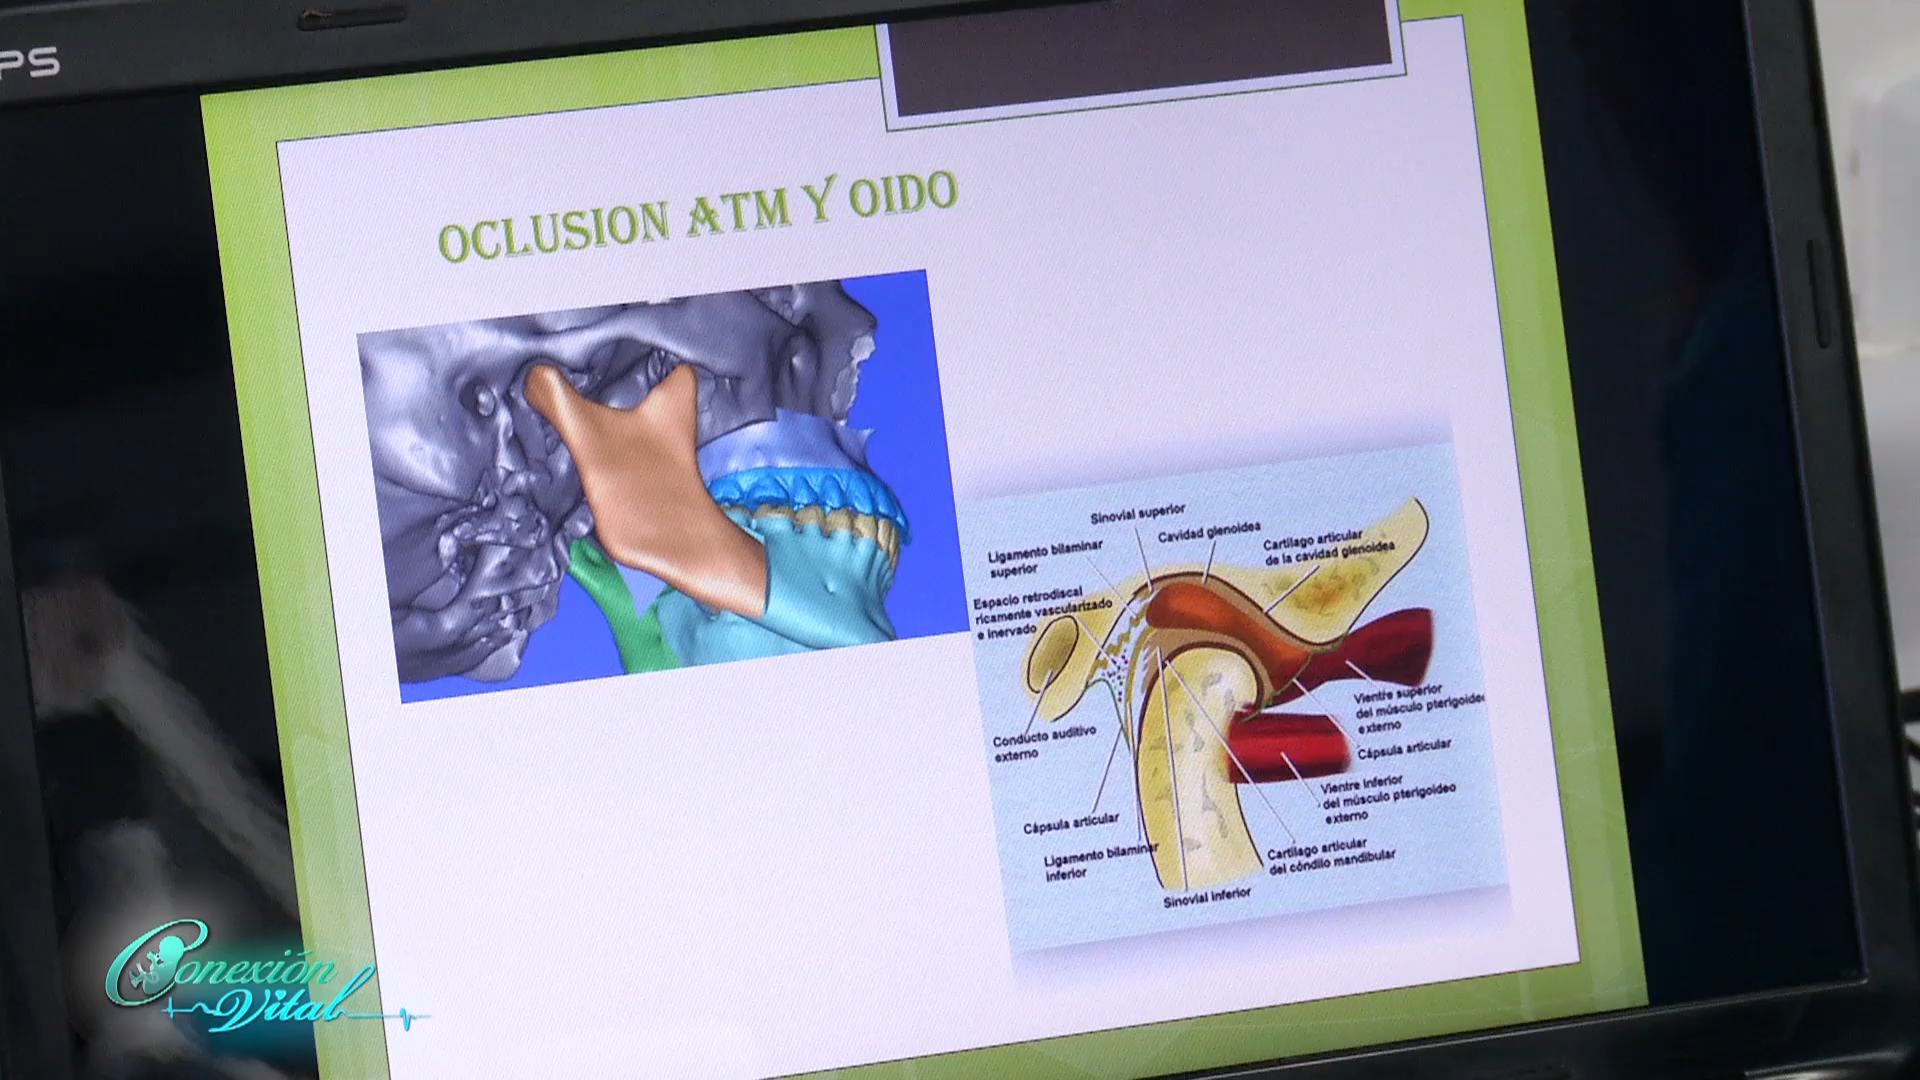 PS
OCLUSION ATM Y OIDO
Sinovial superior
Cavidad glenoidea
Cartílago articular
de la cavidad glenoidea
Ligamento bilaminar
superior
Espacio retrodiscal
ricamente vascularizado
e inervado
Conducto auditivo
externo
Cápsula articular
Ligamento bilaminar
inferior
Sinovial inferior
Cartílago articular
del cóndilo mandibular
Vientre inferior
del músculo pterigoideo
externo
Cápsula articular
Vientre superior
del músculo pterigoide
externo
Conexión
Vital